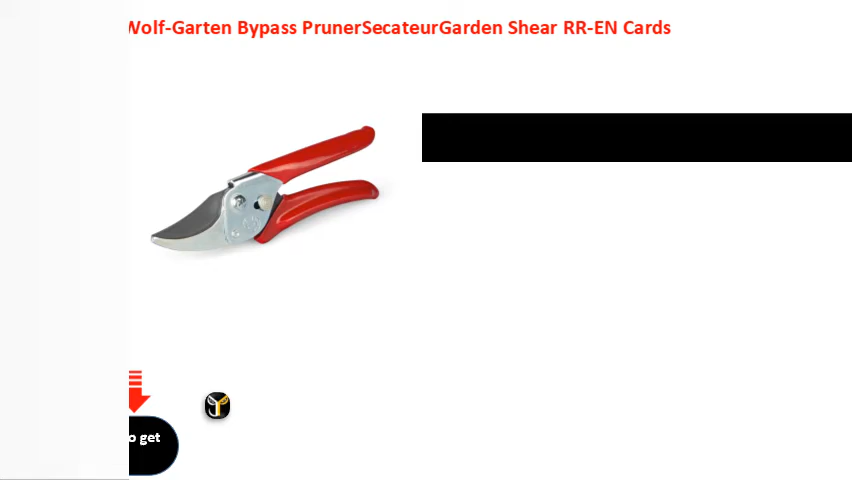 Wolf-Garten Bypass PrunerSecateurGarden Shear RR-EN Cards
o get